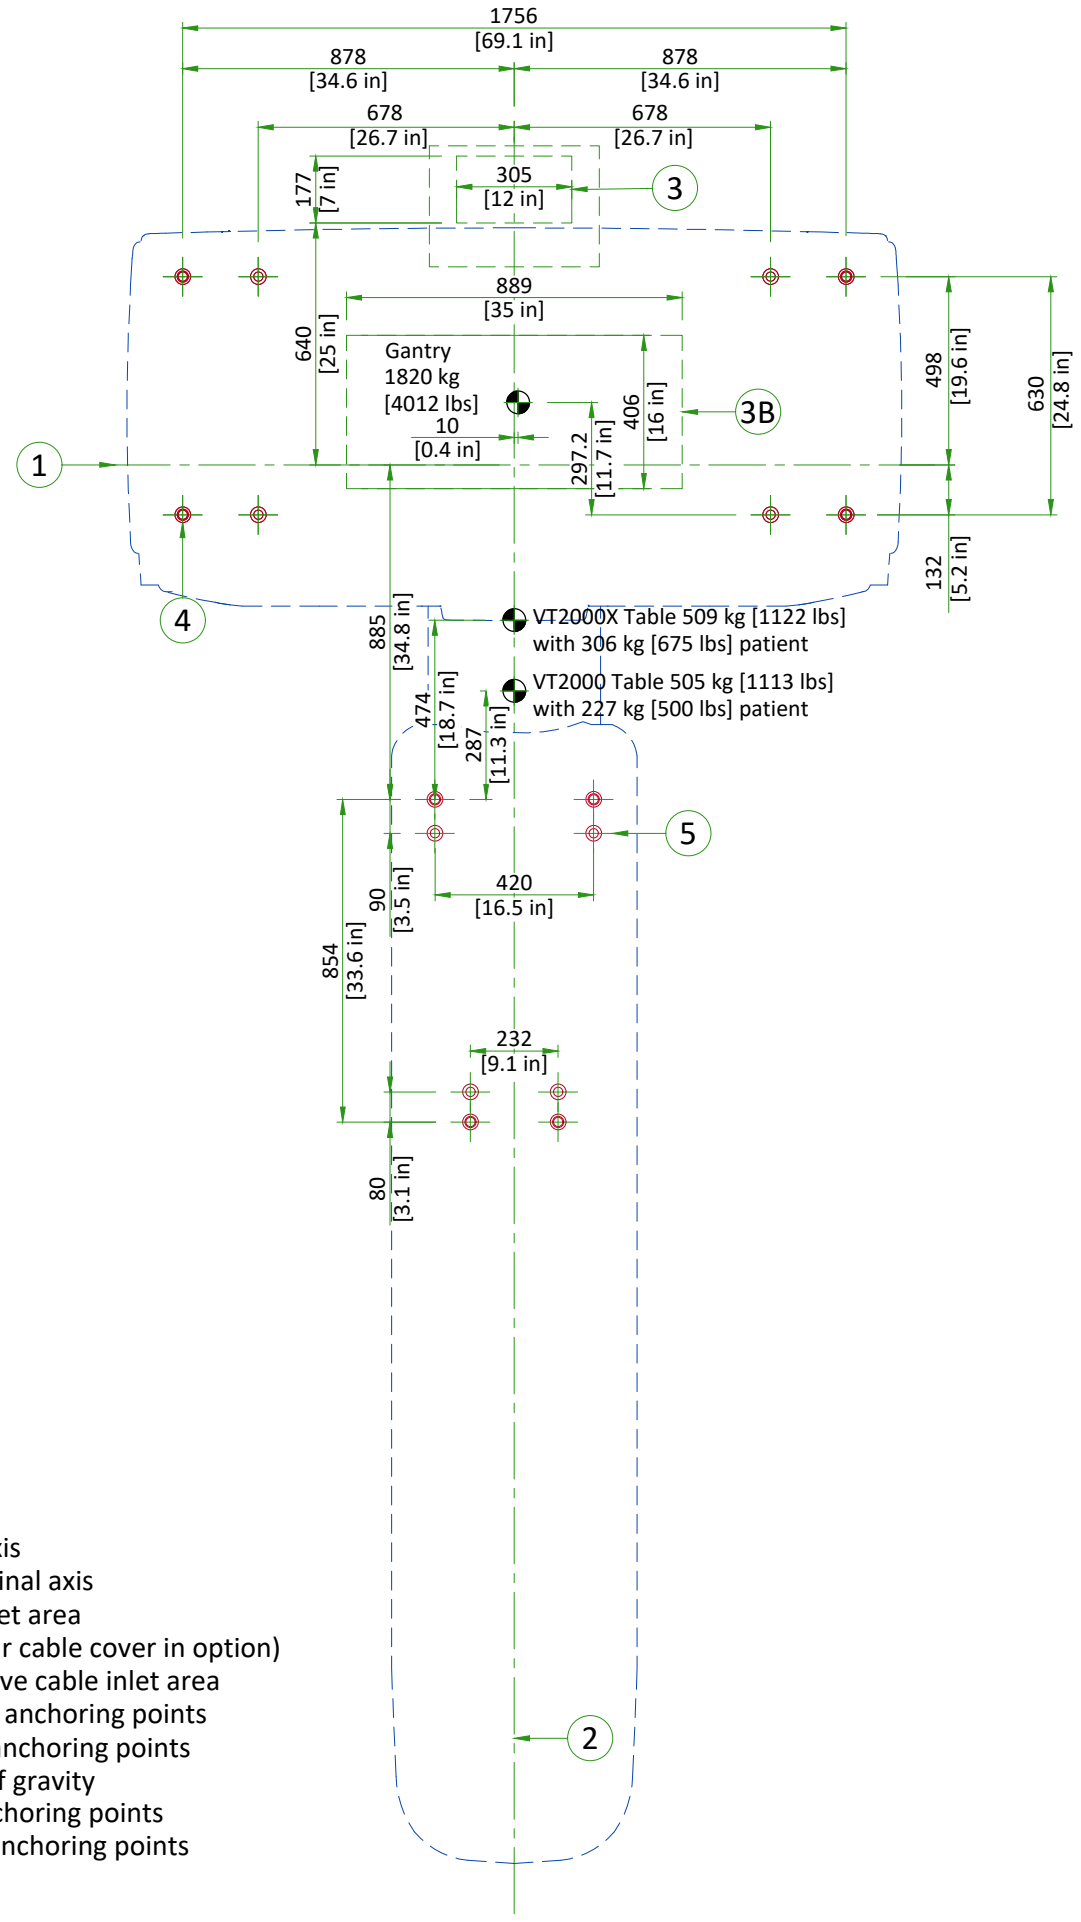 1756
[69.1 in]
878
[34.6 in]
878
[34.6 in]
678
[26.7 in]
678
[26.7 in]
177
[7 in]
305
[12 in]
3
889
[35 in]
640
[25 in]
Gantry
1820 kg
[4012 lbs]
10
[0.4 in]
406
[16 in]
3B
297.2
[11.7 in]
498
[19.6 in]
630
[24.8 in]
1
132
[5.2 in]
4
885
[34.8 in]
VT2000X Table 509 kg [1122 lbs]
with 306 kg [675 lbs] patient
474
[18.7 in]
VT2000 Table 505 kg [1113 lbs]
with 227 kg [500 lbs] patient
287
[11.3 in]
5
90
[3.5 in]
420
[16.5 in]
854
[33.6 in]
232
[9.1 in]
80
[3.1 in]
2
xis
inal axis
et area
r cable cover in option)
ve cable inlet area
anchoring points
anchoring points
f gravity
choring points
anchoring points